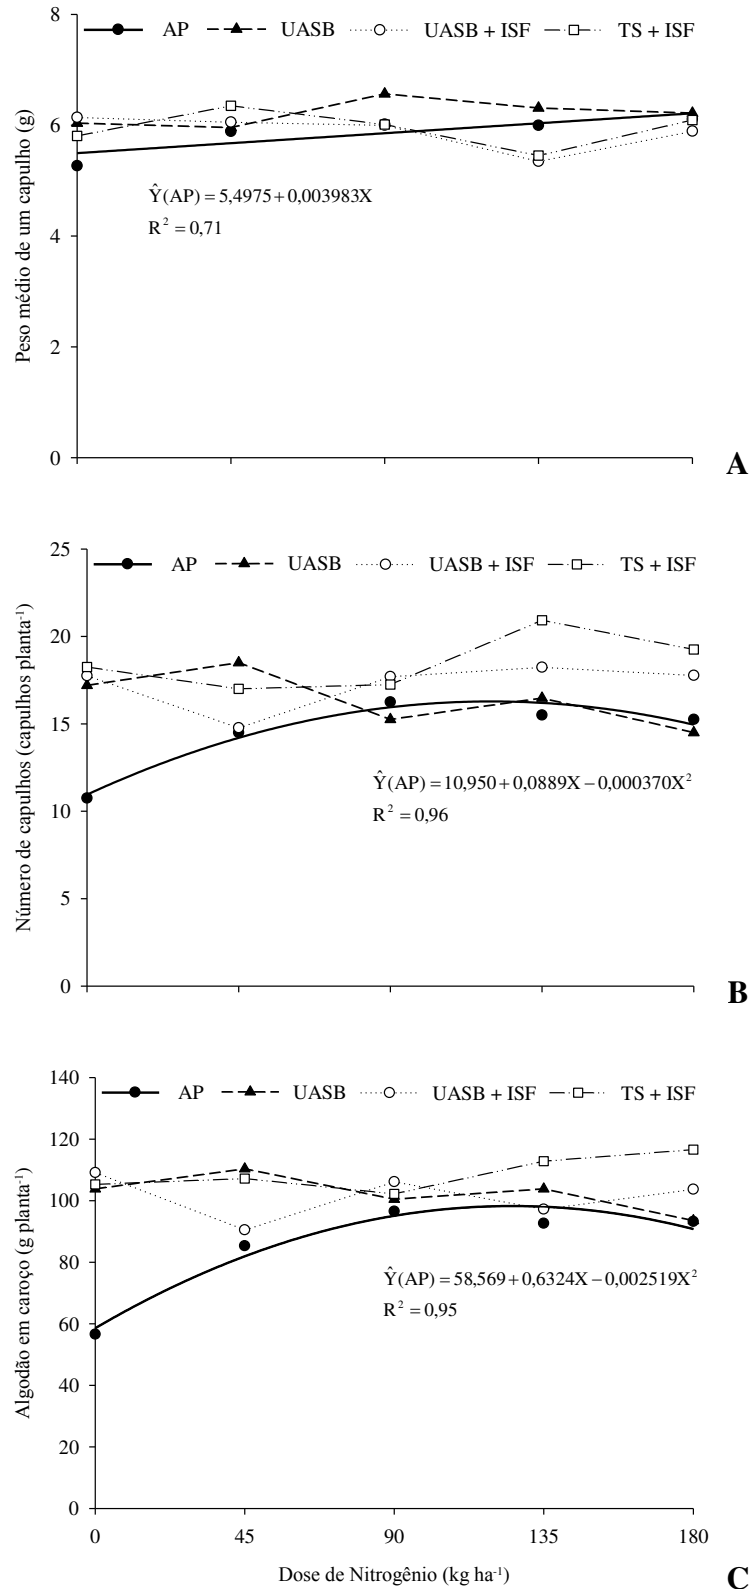 8
AP UASB UASB + ISF TS + ISF
6
Ŷ(AP) = 5,4975 + 0,003983X
R² = 0,71
4
2
0
Peso médio de um capulho (g)
A
25
AP UASB UASB + ISF TS + ISF
20
15
Ŷ(AP) = 10,950 + 0,0889X − 0,000370X²
R² = 0,96
10
5
0
Número de capulhos (capulhos planta⁻¹)
B
140
AP UASB UASB + ISF TS + ISF
120
100
80
Ŷ(AP) = 58,569 + 0,6324X − 0,002519X²
R² = 0,95
60
40
20
0
Algodão em caroço (g planta⁻¹)
0 45 90 135 180
Dose de Nitrogênio (kg ha⁻¹)
C